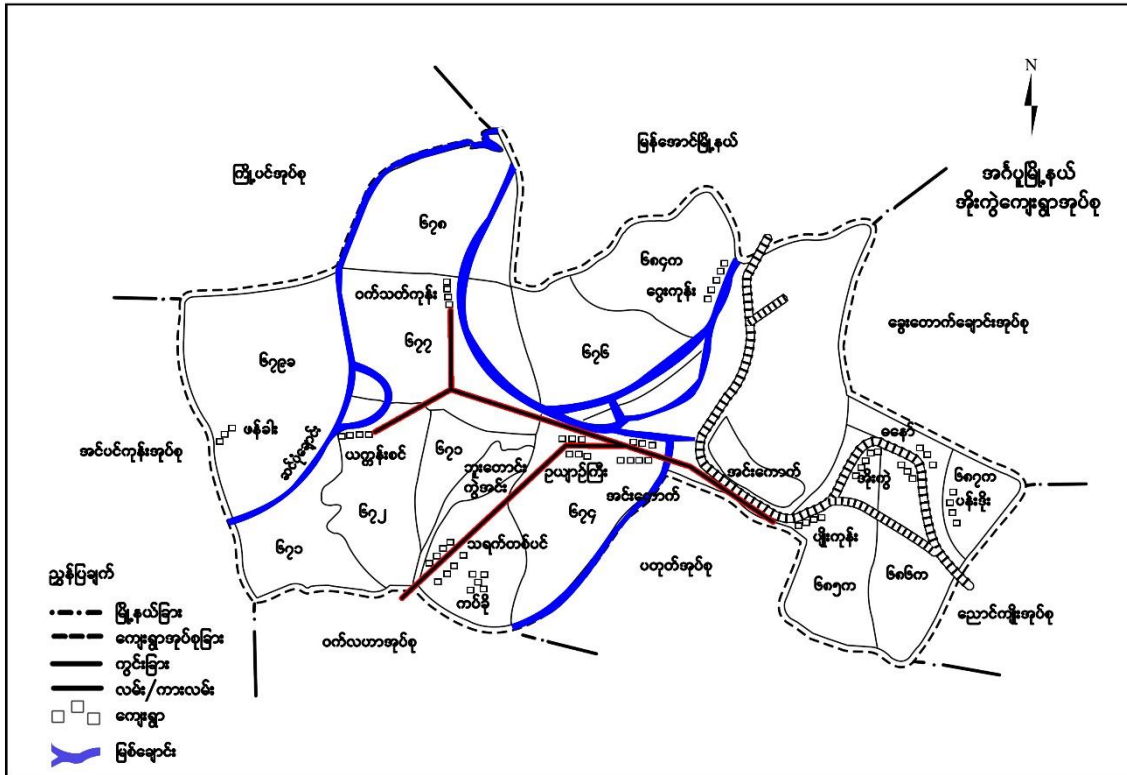 N
မြန်အောင်မြို့နယ်
ကြို့ပင်အုပ်စု
အင်္ဂပူမြို့နယ်
အိုးကွဲကျေးရွာအုပ်စု
၆၇၈
၆၈၄က
ငွေးကုန်း
ဝက်သတ်ကုန်း
ခွေးတောက်ချောင်းအုပ်စု
၆၇၇
၆၇၆
၆၇၉ခ
ဖန်ခါး
အင်ပင်ကုန်းအုပ်စု
ယတ္တန်းစင်
၆၇၁
ဘူးတောင်း
ကွဲအင်း
ဥယျာဉ်ကြီး
အင်းကောက်
အင်းကောက်
ဓနော်
အိုးကွဲ
၆၈၇က
ပန်းဒိုး
၆၇၂
၆၇၄
သရက်တစ်ပင်
ပျိုးကုန်း
၆၇၁
ပတုတ်အုပ်စု
၆၈၅က
၆၈၆က
ကပ်ခို
ညောင်ကျိုးအုပ်စု
ဝက်လဟာအုပ်စု
ညွှန်ပြချက်
မြို့နယ်ခြား
ကျေးရွာအုပ်စုခြား
ကွင်းခြား
လမ်း/ကားလမ်း
ကျေးရွာ
မြစ်ချောင်း